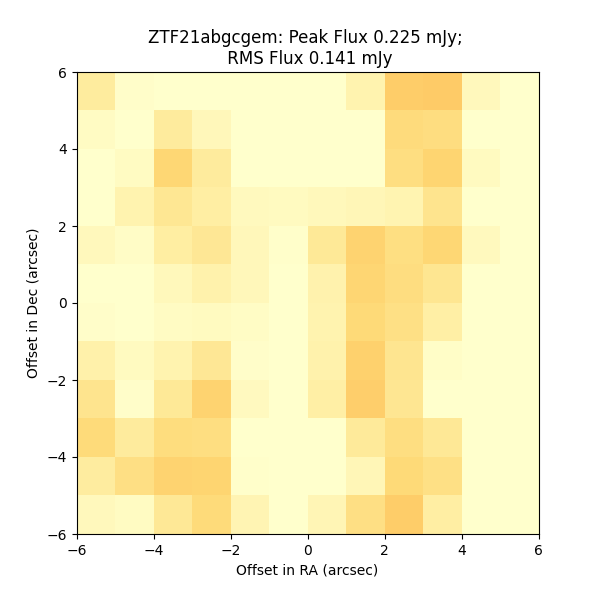 ZTF21abgcgem: Peak Flux 0.225 mJy;
RMS Flux 0.141 mJy
6
4
2
0
−2
−4
−6
Offset in Dec (arcsec)
−6 −4 −2 0 2 4 6
Offset in RA (arcsec)